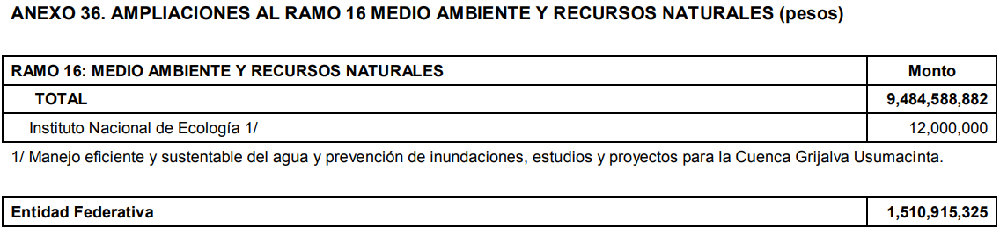 ANEXO 36. AMPLIACIONES AL RAMO 16 MEDIO AMBIENTE Y RECURSOS NATURALES (pesos)
RAMO 16: MEDIO AMBIENTE Y RECURSOS NATURALES Monto
TOTAL 9,484,588,882
Instituto Nacional de Ecología 1/ 12,000,000
1/ Manejo eficiente y sustentable del agua y prevención de inundaciones, estudios y proyectos para la Cuenca Grijalva Usumacinta.
Entidad Federativa 1,510,915,325